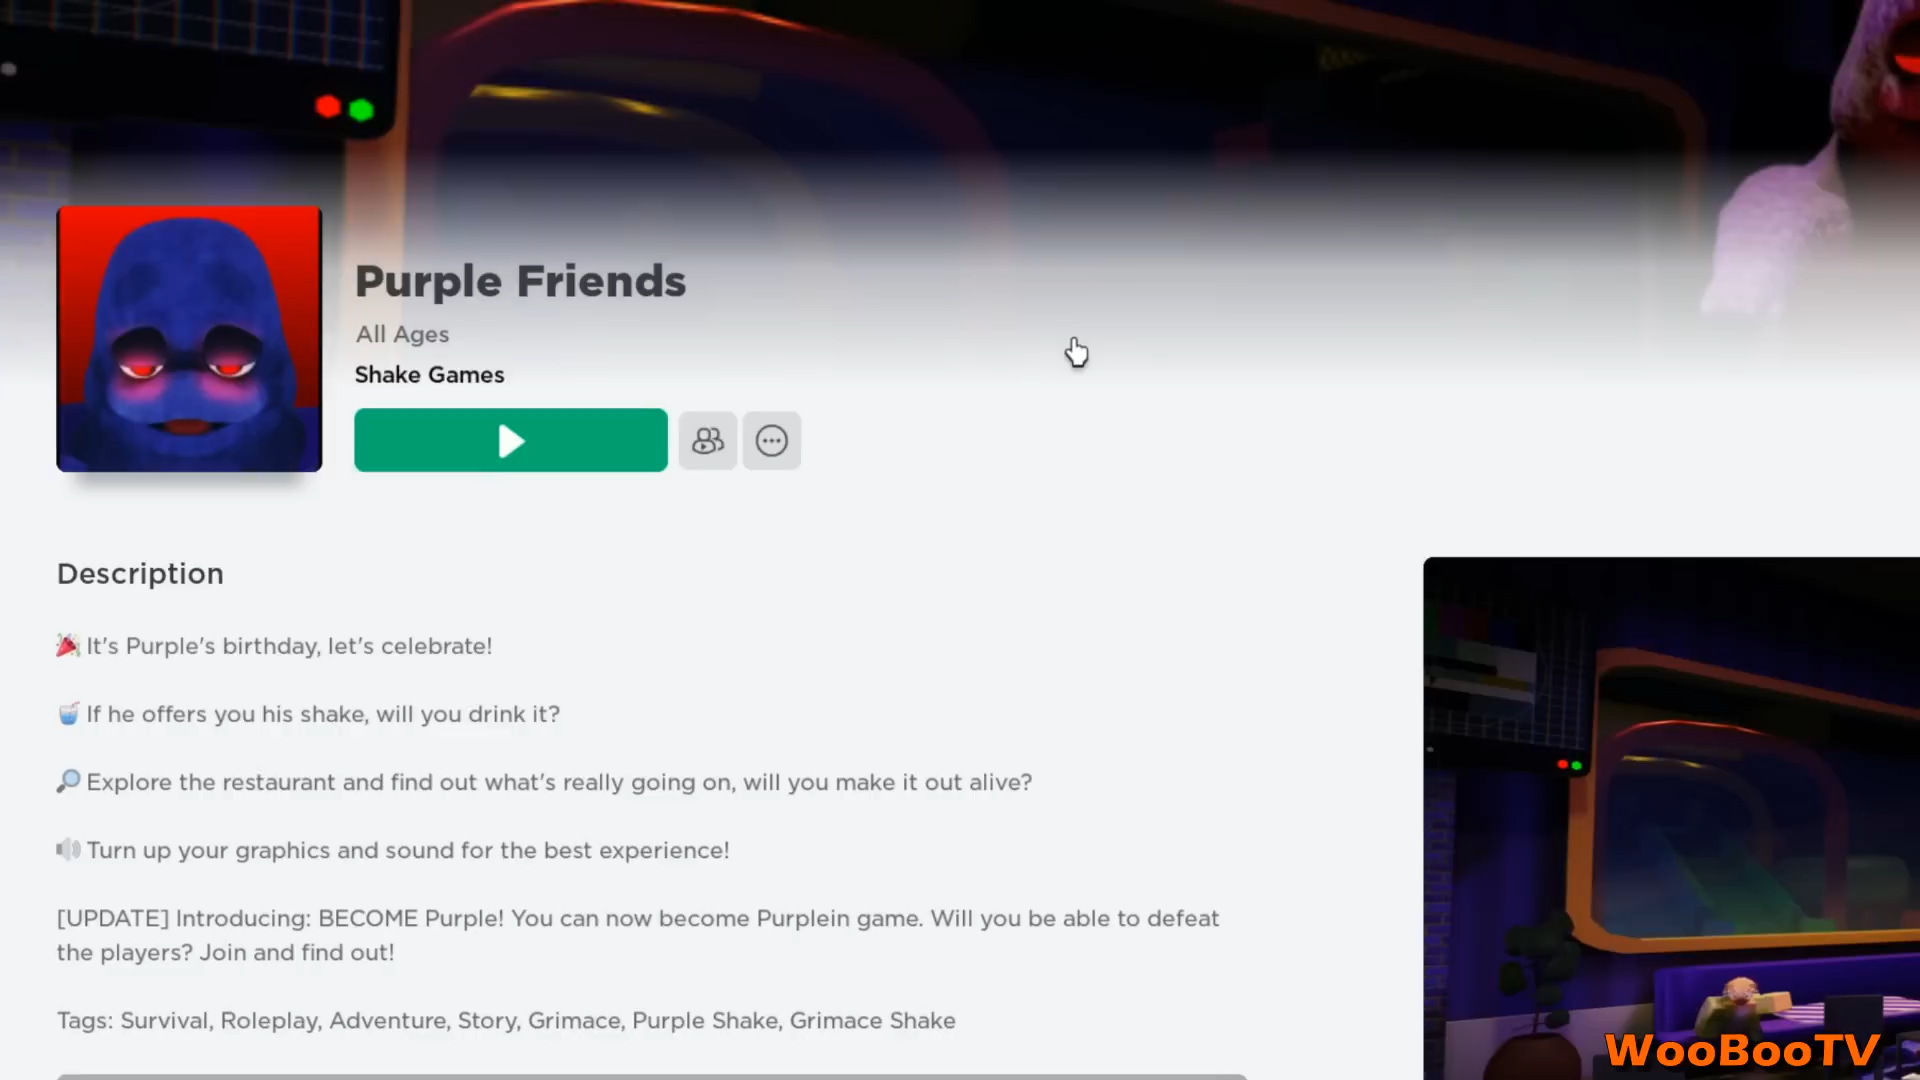 Purple Friends
All Ages
Shake Games
Description
🎉 It's Purple's birthday, let's celebrate!
🥤 If he offers you his shake, will you drink it?
🔎 Explore the restaurant and find out what's really going on, will you make it out alive?
🔊 Turn up your graphics and sound for the best experience!
[UPDATE] Introducing: BECOME Purple! You can now become Purplein game. Will you be able to defeat
the players? Join and find out!
Tags: Survival, Roleplay, Adventure, Story, Grimace, Purple Shake, Grimace Shake
WooBooTV